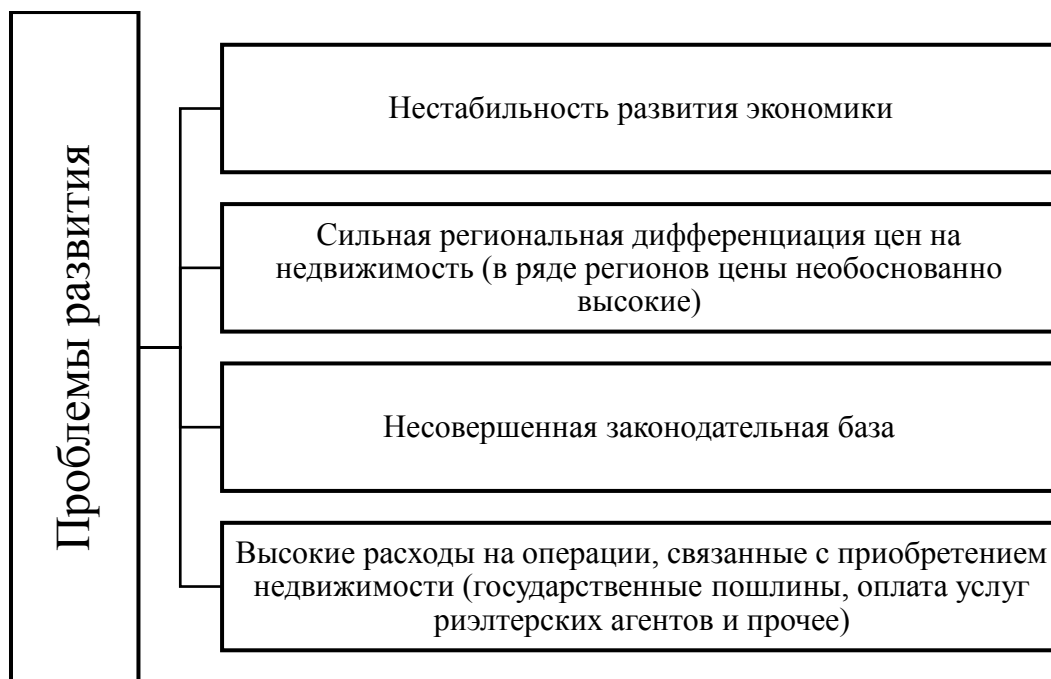 Проблемы развития
Нестабильность развития экономики
Сильная региональная дифференциация цен на
недвижимость (в ряде регионов цены необоснованно
высокие)
Несовершенная законодательная база
Высокие расходы на операции, связанные с приобретением
недвижимости (государственные пошлины, оплата услуг
риэлтерских агентов и прочее)